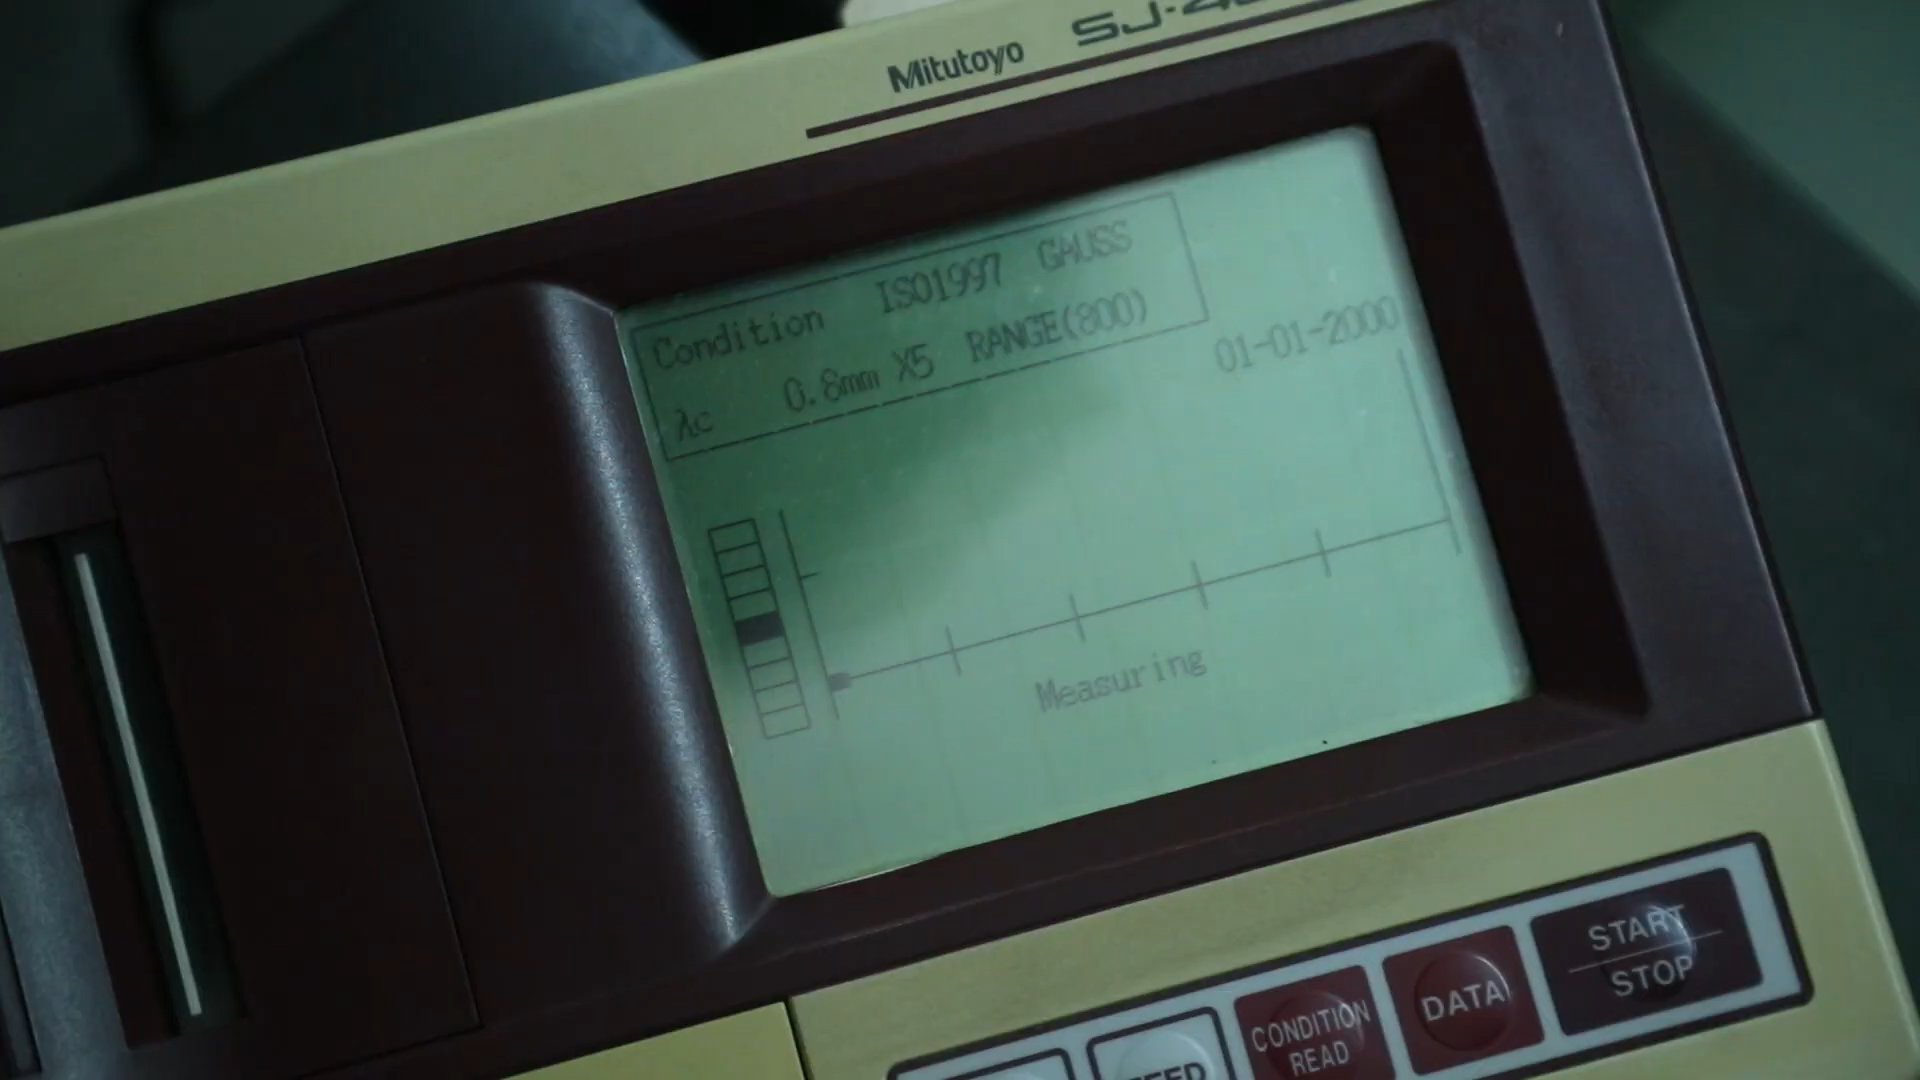 Mitutoyo
Condition ISO1997 GAUSS
λc 0.8mm X5 RANGE(800)
01-01-2000
Measuring
START
STOP
DATA
CONDITION
READ